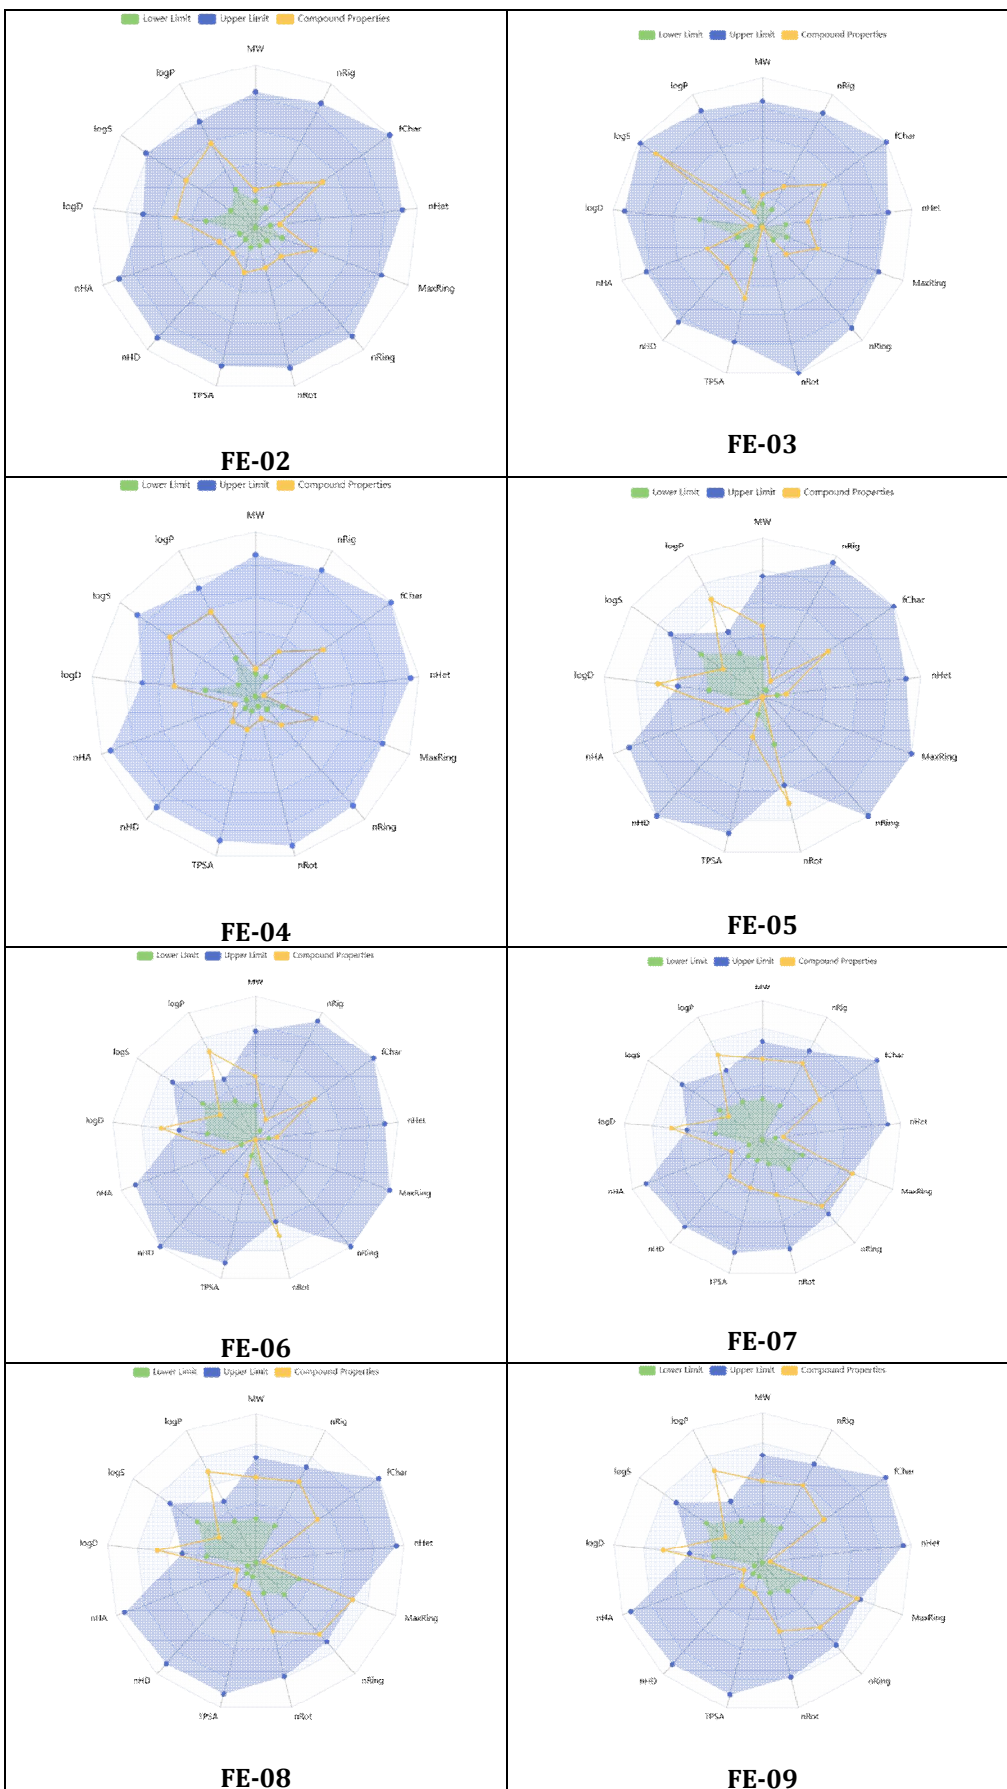 Lower Limit Upper Limit Compound Properties
MW
logP nRig
logS fChar
logD nHet
nHA MaxRing
nHD nRing
TPSA nRot
FE-02
Lower Limit Upper Limit Compound Properties
MW
logP nRig
logS fChar
logD nHet
nHA MaxRing
nHD nRing
TPSA nRot
FE-03
Lower Limit Upper Limit Compound Properties
MW
logP nRig
logS fChar
logD nHet
nHA MaxRing
nHD nRing
TPSA nRot
FE-04
Lower Limit Upper Limit Compound Properties
MW
logP nRig
logS fChar
logD nHet
nHA MaxRing
nHD nRing
TPSA nRot
FE-05
Lower Limit Upper Limit Compound Properties
MW
logP nRig
logS fChar
logD nHet
nHA MaxRing
nHD nRing
TPSA nRot
FE-06
Lower Limit Upper Limit Compound Properties
MW
logP nRig
logS fChar
logD nHet
nHA MaxRing
nHD nRing
TPSA nRot
FE-07
Lower Limit Upper Limit Compound Properties
MW
logP nRig
logS fChar
logD nHet
nHA MaxRing
nHD nRing
TPSA nRot
FE-08
Lower Limit Upper Limit Compound Properties
MW
logP nRig
logS fChar
logD nHet
nHA MaxRing
nHD nRing
TPSA nRot
FE-09